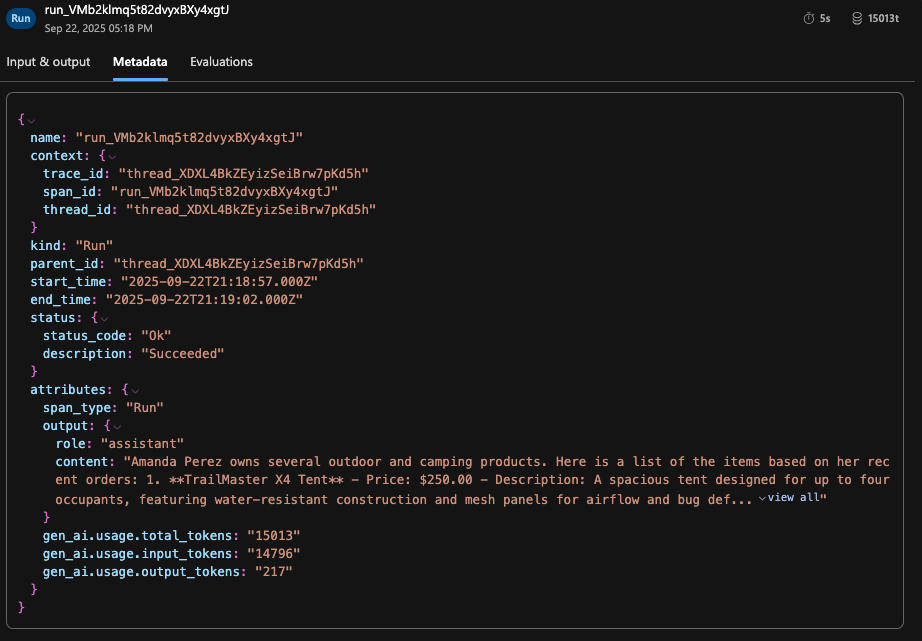 Run run_VMb2klmq5t82dvyxBXy4xgtJ 5s 15013t
Sep 22, 2025 05:18 PM
Input & output Metadata Evaluations
{
name: "run_VMb2klmq5t82dvyxBXy4xgtJ"
context: {
trace_id: "thread_XDXL4BkZEyizSeiBrw7pKd5h"
span_id: "run_VMb2klmq5t82dvyxBXy4xgtJ"
thread_id: "thread_XDXL4BkZEyizSeiBrw7pKd5h"
}
kind: "Run"
parent_id: "thread_XDXL4BkZEyizSeiBrw7pKd5h"
start_time: "2025-09-22T21:18:57.000Z"
end_time: "2025-09-22T21:19:02.000Z"
status: {
status_code: "Ok"
description: "Succeeded"
}
attributes: {
span_type: "Run"
output: {
role: "assistant"
content: "Amanda Perez owns several outdoor and camping products. Here is a list of the items based on her rec
ent orders: 1. **TrailMaster X4 Tent** - Price: $250.00 - Description: A spacious tent designed for up to four
occupants, featuring water-resistant construction and mesh panels for airflow and bug def... view all"
}
gen_ai.usage.total_tokens: "15013"
gen_ai.usage.input_tokens: "14796"
gen_ai.usage.output_tokens: "217"
}
}